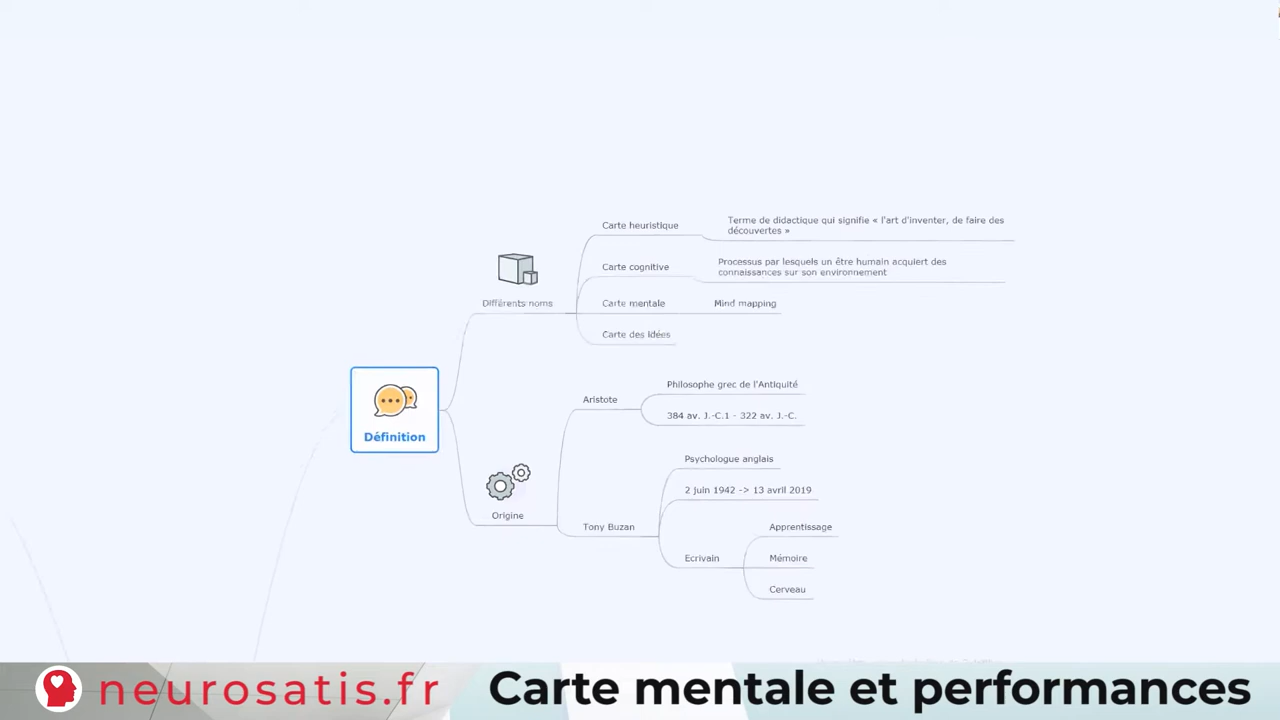 Carte heuristique
Terme de didactique qui signifie « l'art d'inventer, de faire des
découvertes »
Carte cognitive
Processus par lesquels un être humain acquiert des
connaissances sur son environnement
Différents noms
Carte mentale
Mind mapping
Carte des idées
Définition
Aristote
Philosophe grec de l'Antiquité
384 av. J.-C.1 - 322 av. J.-C.
Origine
Tony Buzan
Psychologue anglais
2 juin 1942 -> 13 avril 2019
Ecrivain
Apprentissage
Mémoire
Cerveau
neurosatis.fr
Carte mentale et performances